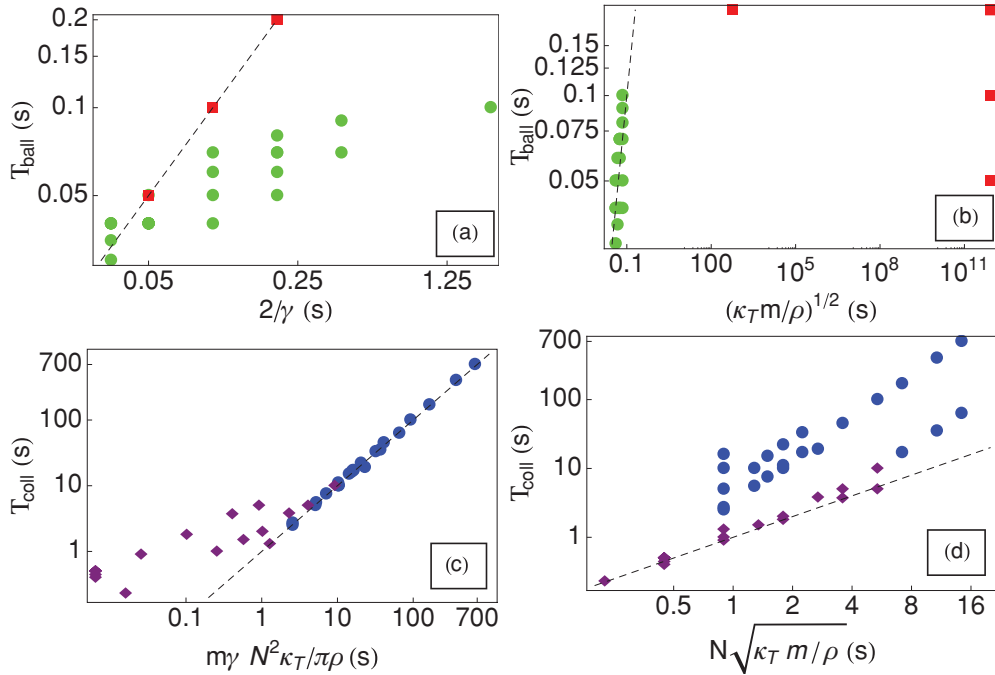 0.2
0.15
0.1
0.05
T_ball (s)
(a)
0.05 0.25 1.25
2/γ (s)
0.15
0.125
0.1
0.075
0.05
T_ball (s)
(b)
0.1 100 10^5 10^8 10^11
(κ_T m/ρ)^1/2 (s)
700
100
10
1
T_coll (s)
(c)
0.1 1 10 100 700
mγ N^2 κ_T/πρ (s)
700
100
10
1
T_coll (s)
(d)
0.5 1 2 4 8 16
N√κ_T m/ρ (s)